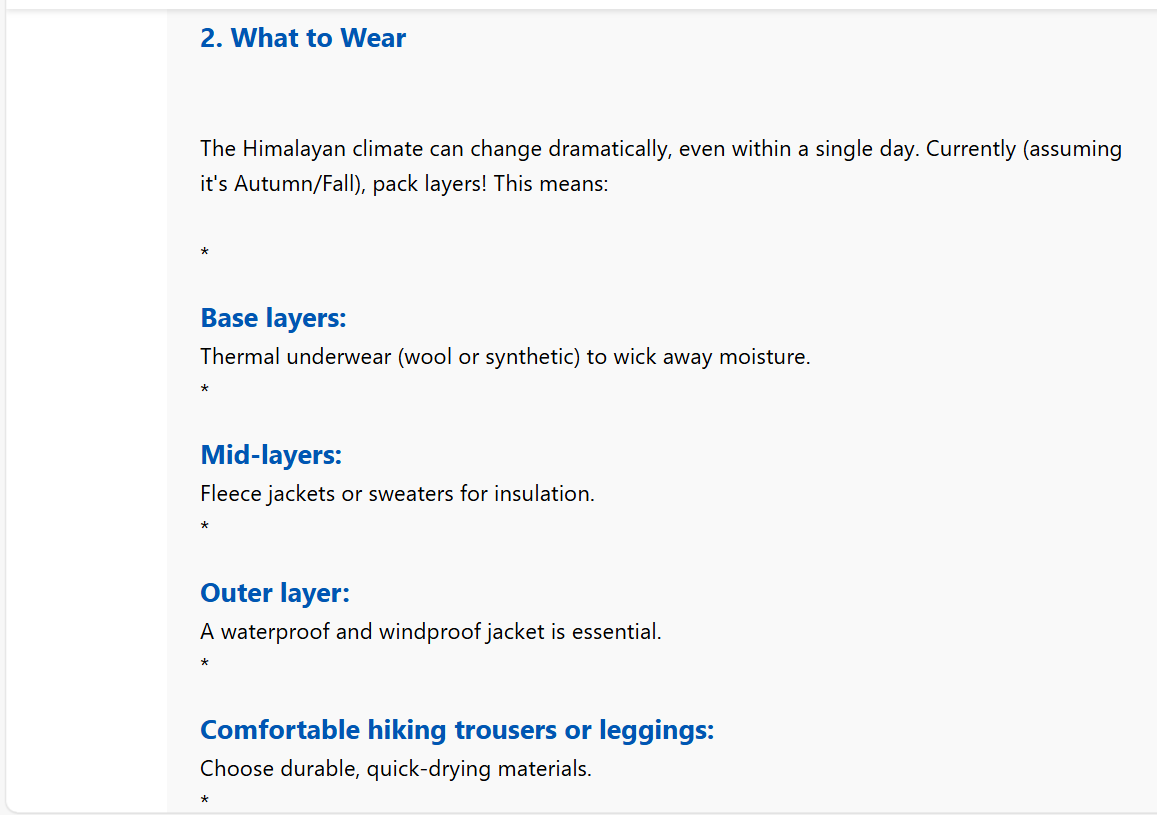 2. What to Wear
The Himalayan climate can change dramatically, even within a single day. Currently (assuming
it's Autumn/Fall), pack layers! This means:
*
Base layers:
Thermal underwear (wool or synthetic) to wick away moisture.
*
Mid-layers:
Fleece jackets or sweaters for insulation.
*
Outer layer:
A waterproof and windproof jacket is essential.
*
Comfortable hiking trousers or leggings:
Choose durable, quick-drying materials.
*